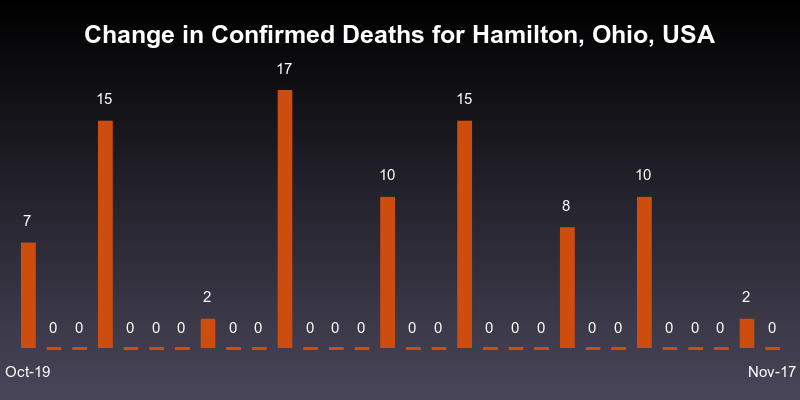 Change in Confirmed Deaths for Hamilton, Ohio, USA
7 0 0 15 0 0 0 2 0 0 17 0 0 0 10 0 0 15 0 0 0 8 0 0 10 0 0 0 2 0
Oct-19 Nov-17